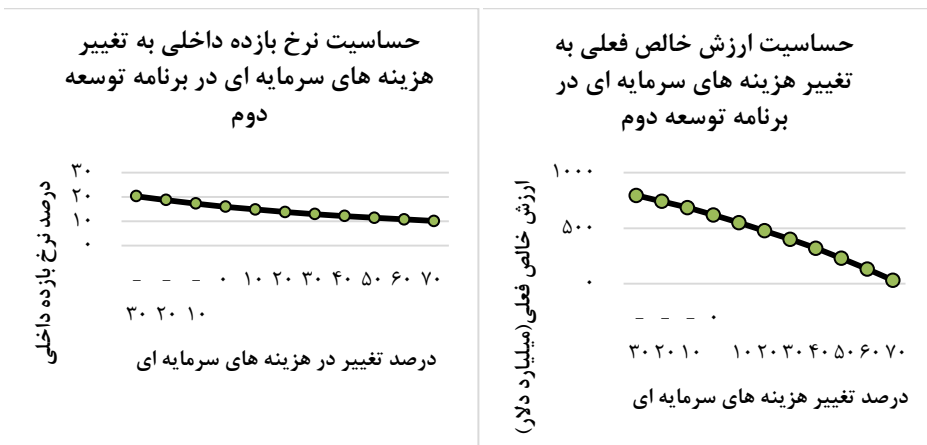 حساسیت ارزش خالص فعلی به
تغییر هزینه های سرمایه ای در
برنامه توسعه دوم
۱۰۰۰
۵۰۰
۰
ارزش خالص فعلی(میلیارد دلار)
- - - ۰
۳۰ ۲۰ ۱۰ ۱۰ ۲۰ ۳۰ ۴۰ ۵۰ ۶۰ ۷۰
درصد تغییر هزینه های سرمایه ای
حساسیت نرخ بازده داخلی به تغییر
هزینه های سرمایه ای در برنامه توسعه
دوم
۳۰
۲۰
۱۰
۰
درصد نرخ بازده داخلی
- - - ۰ ۱۰ ۲۰ ۳۰ ۴۰ ۵۰ ۶۰ ۷۰
۳۰ ۲۰ ۱۰
درصد تغییر در هزینه های سرمایه ای